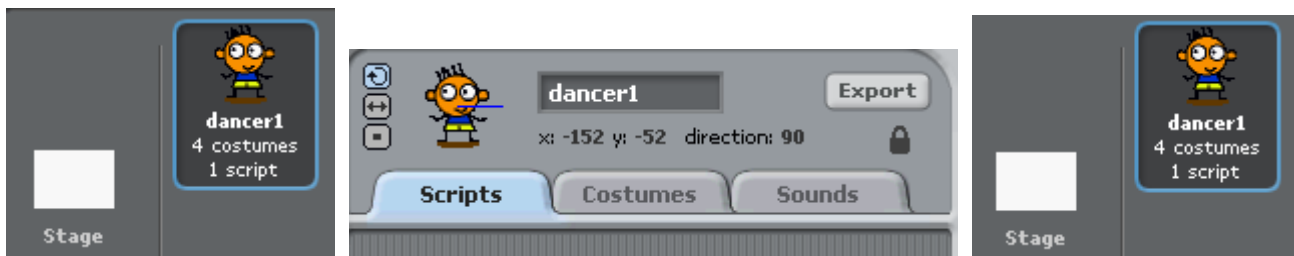 dancer1
4 costumes
1 script
Stage
dancer1
Export
x: -152 y: -52 direction: 90
Scripts
Costumes
Sounds
dancer1
4 costumes
1 script
Stage